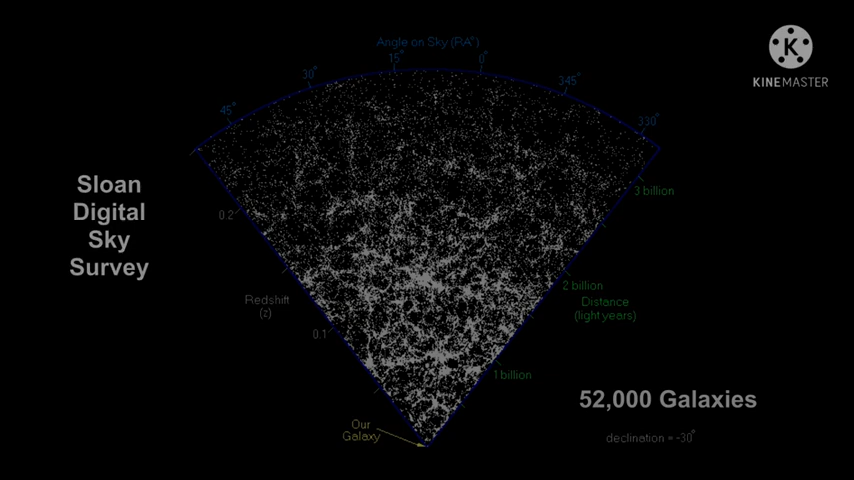 Angle on Sky (RA°)
45°
30°
15°
0°
345°
330°
KINEMASTER
Sloan
Digital
Sky
Survey
0.2
0.1
Redshift
(z)
3 billion
2 billion
Distance
(light years)
1 billion
52,000 Galaxies
Our
Galaxy
declination = -30°